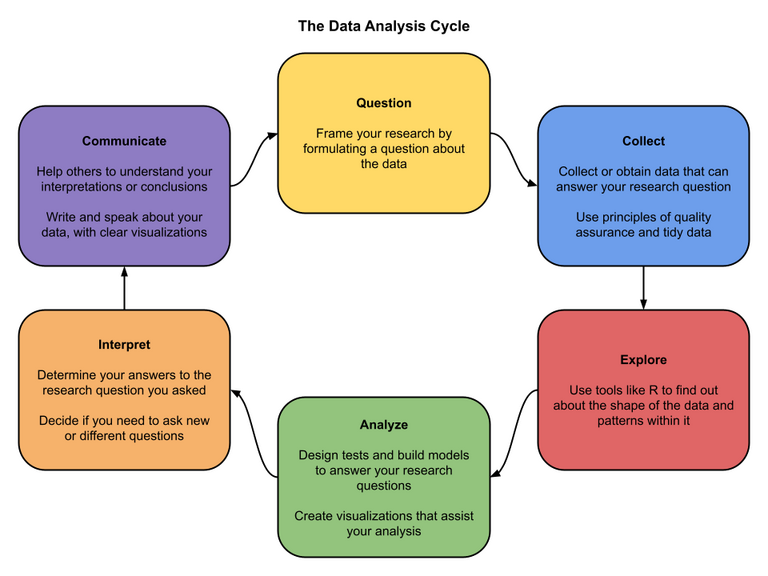 The Data Analysis Cycle
Question
Frame your research by
formulating a question about
the data
Collect
Collect or obtain data that can
answer your research question
Use principles of quality
assurance and tidy data
Explore
Use tools like R to find out
about the shape of the data and
patterns within it
Analyze
Design tests and build models
to answer your research
questions
Create visualizations that assist
your analysis
Interpret
Determine your answers to the
research question you asked
Decide if you need to ask new
or different questions
Communicate
Help others to understand your
interpretations or conclusions
Write and speak about your
data, with clear visualizations